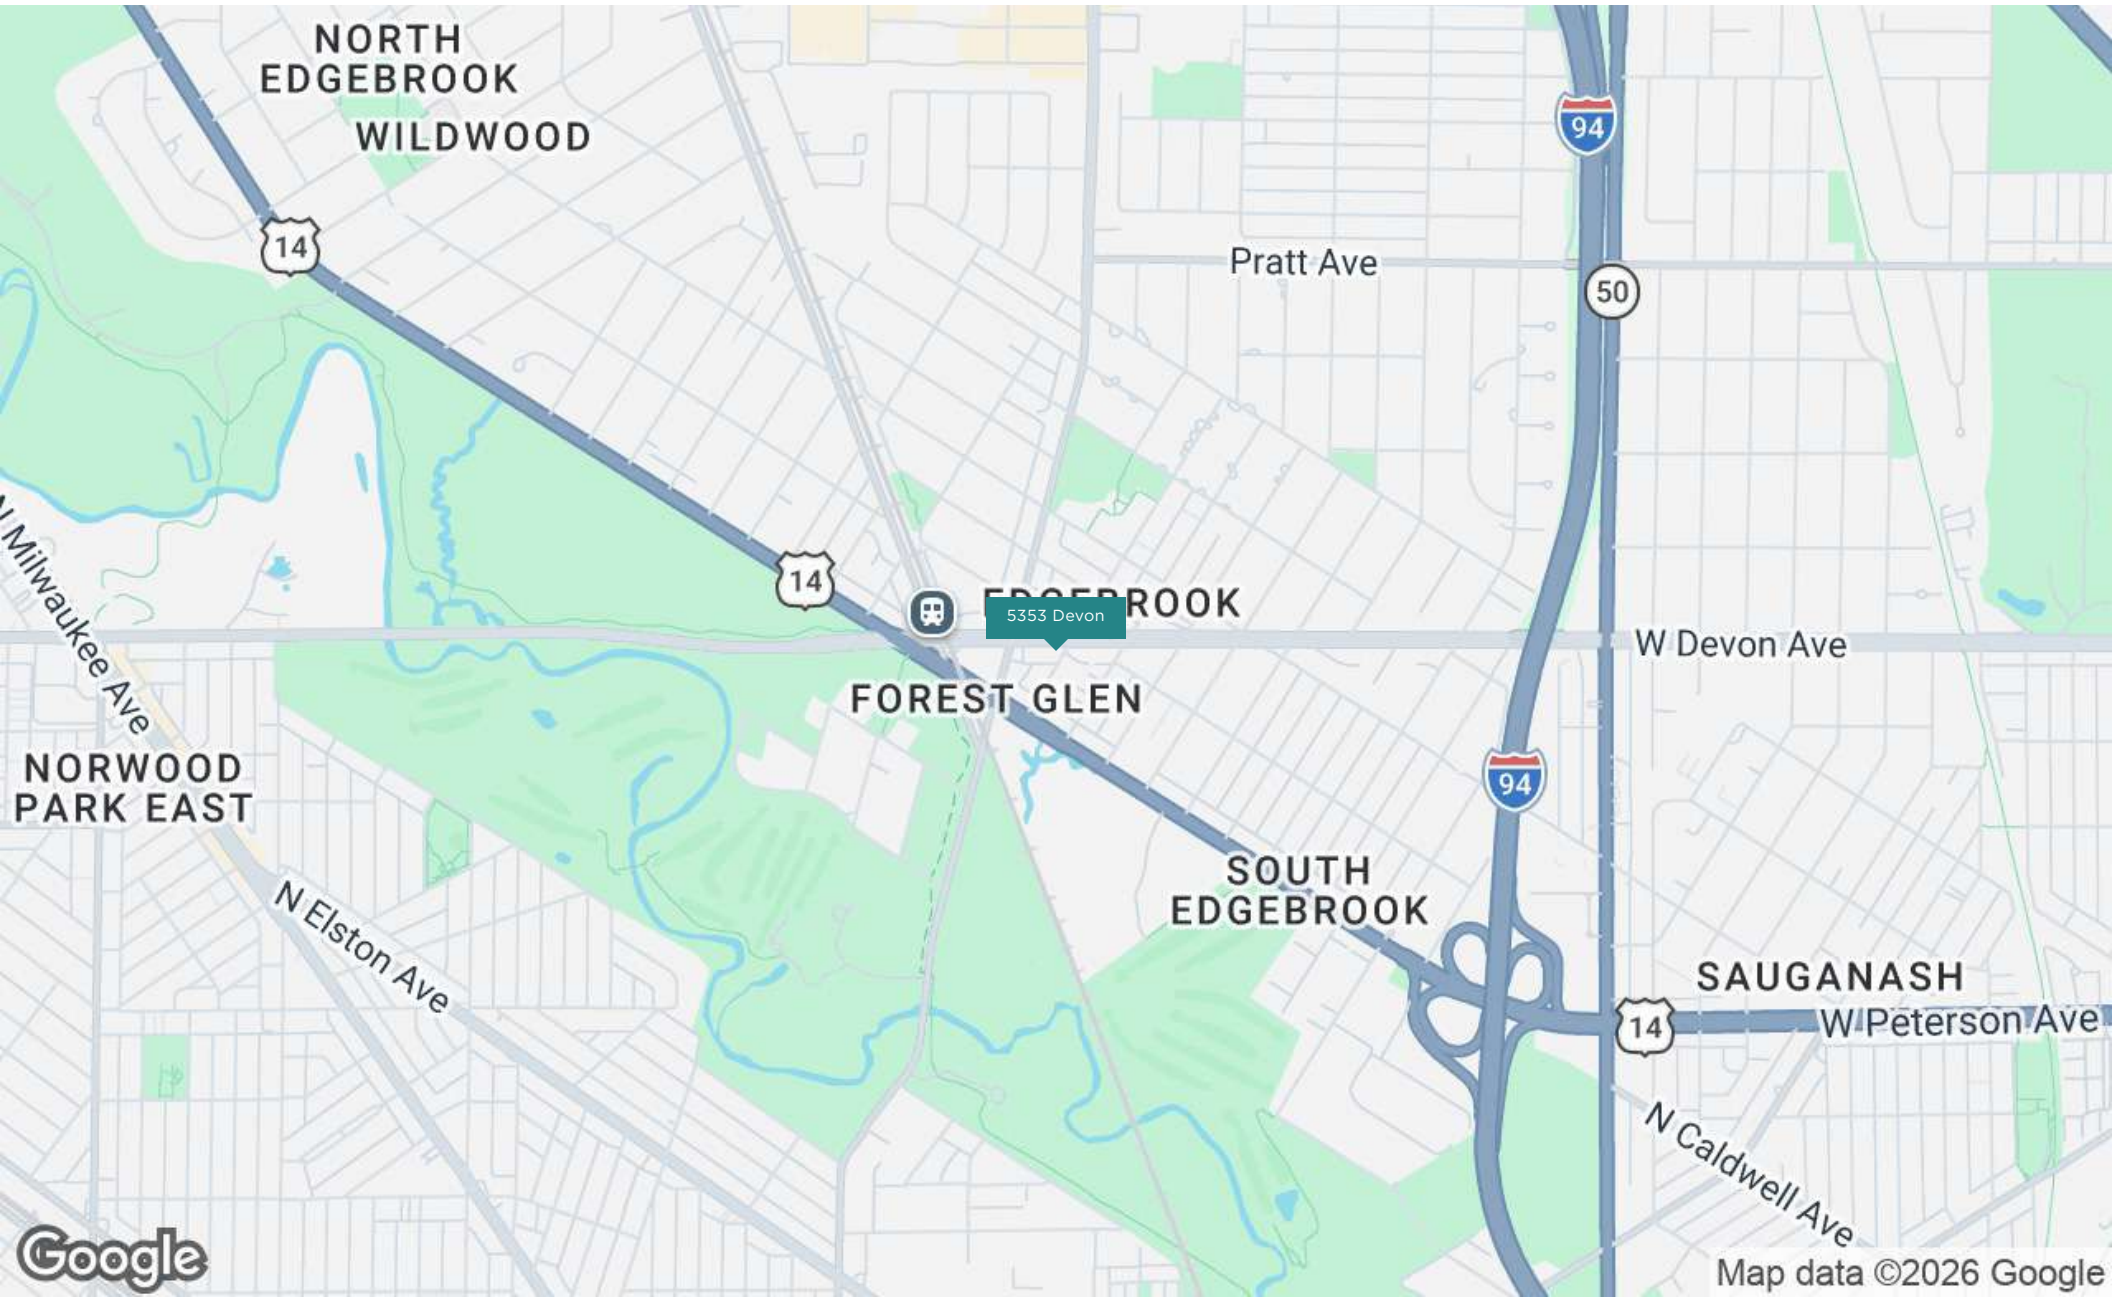 NORTH
EDGEBROOK
WILDWOOD
94
14
Pratt Ave
50
N Milwaukee Ave
14
EDGEBROOK
5353 Devon
W Devon Ave
FOREST GLEN
NORWOOD
PARK EAST
94
SOUTH
EDGEBROOK
N Elston Ave
SAUGANASH
14
W Peterson Ave
N Caldwell Ave
Google
Map data ©2026 Google